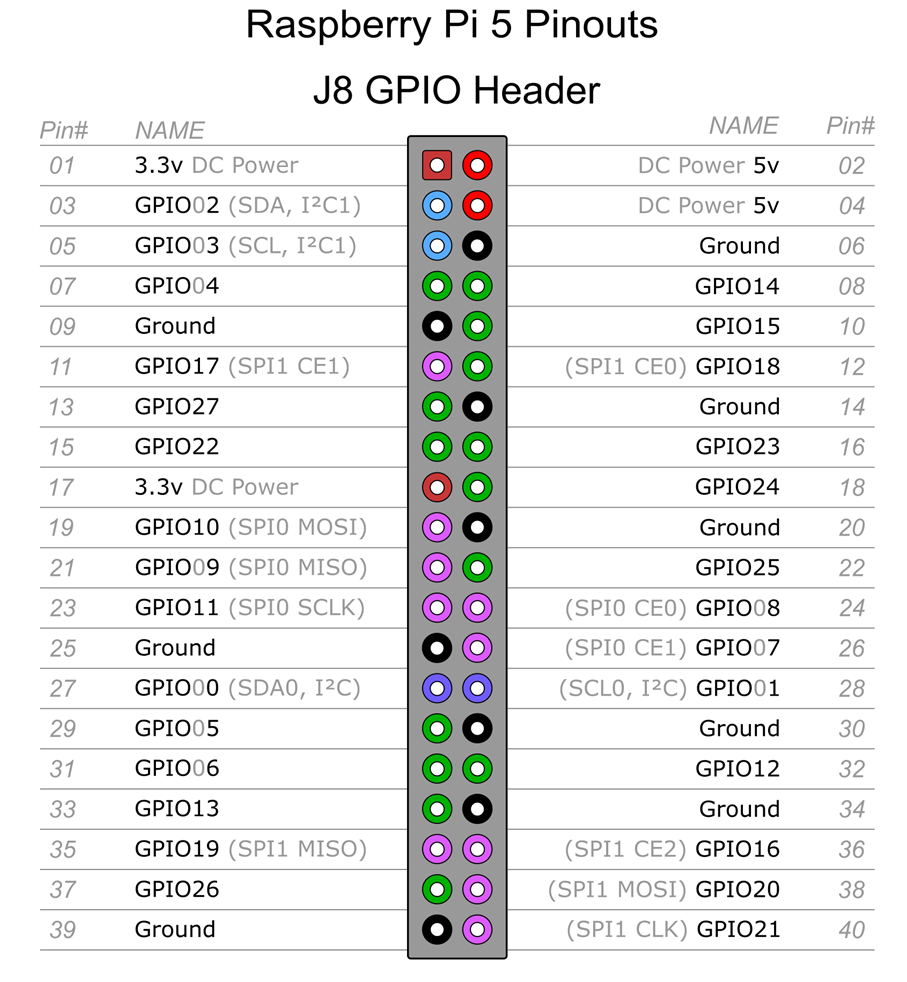 Raspberry Pi 5 Pinouts
J8 GPIO Header
Pin# NAME NAME Pin#
01 3.3v DC Power DC Power 5v 02
03 GPIO02 (SDA, I²C1) DC Power 5v 04
05 GPIO03 (SCL, I²C1) Ground 06
07 GPIO04 GPIO14 08
09 Ground GPIO15 10
11 GPIO17 (SPI1 CE1) (SPI1 CE0) GPIO18 12
13 GPIO27 Ground 14
15 GPIO22 GPIO23 16
17 3.3v DC Power GPIO24 18
19 GPIO10 (SPI0 MOSI) Ground 20
21 GPIO09 (SPI0 MISO) GPIO25 22
23 GPIO11 (SPI0 SCLK) (SPI0 CE0) GPIO08 24
25 Ground (SPI0 CE1) GPIO07 26
27 GPIO00 (SDA0, I²C) (SCL0, I²C) GPIO01 28
29 GPIO05 Ground 30
31 GPIO06 GPIO12 32
33 GPIO13 Ground 34
35 GPIO19 (SPI1 MISO) (SPI1 CE2) GPIO16 36
37 GPIO26 (SPI1 MOSI) GPIO20 38
39 Ground (SPI1 CLK) GPIO21 40